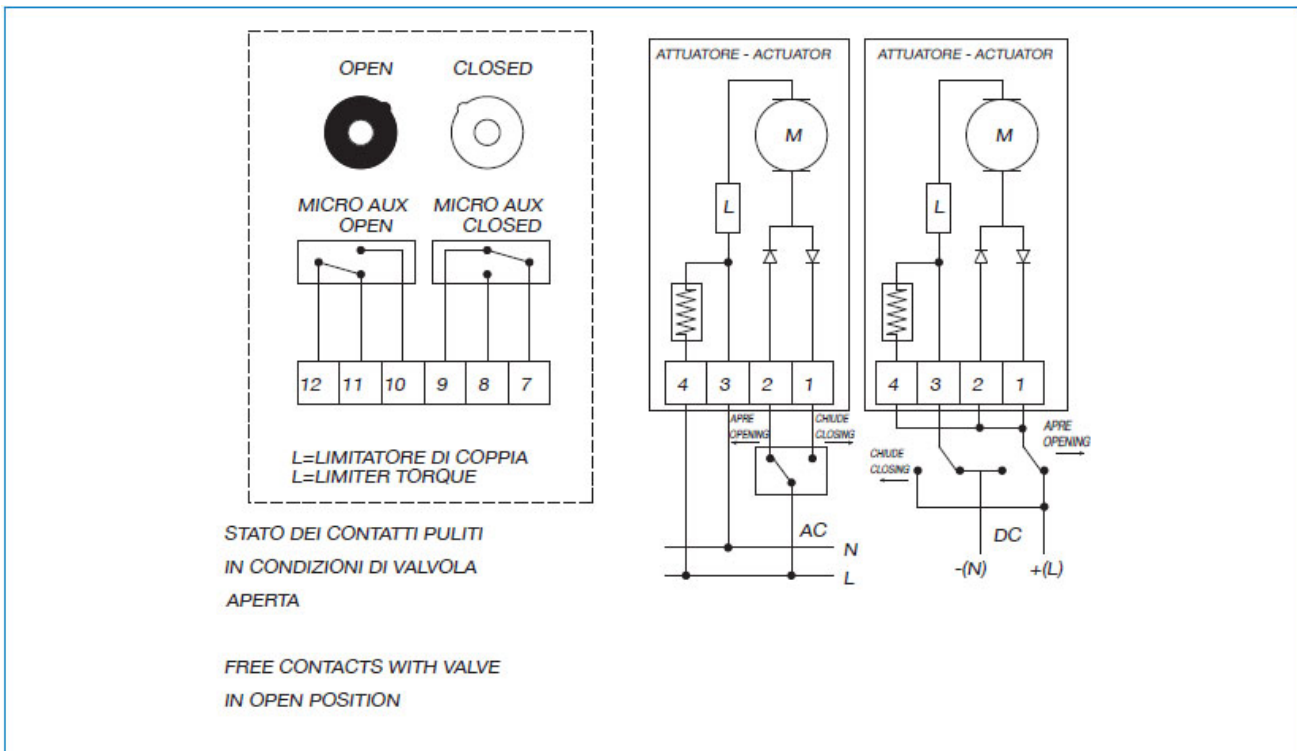 OPEN CLOSED
MICRO AUX MICRO AUX
OPEN CLOSED
12 11 10 9 8 7
L=LIMITATORE DI COPPIA
L=LIMITER TORQUE
STATO DEI CONTATTI PULITI
IN CONDIZIONI DI VALVOLA
APERTA
FREE CONTACTS WITH VALVE
IN OPEN POSITION
ATTUATORE - ACTUATOR
M
L
4 3 2 1
APRE CHIUDE
OPENING CLOSING
AC
N
L
ATTUATORE - ACTUATOR
M
L
4 3 2 1
APRE
OPENING
CHIUDE
CLOSING
DC
-(N) +(L)